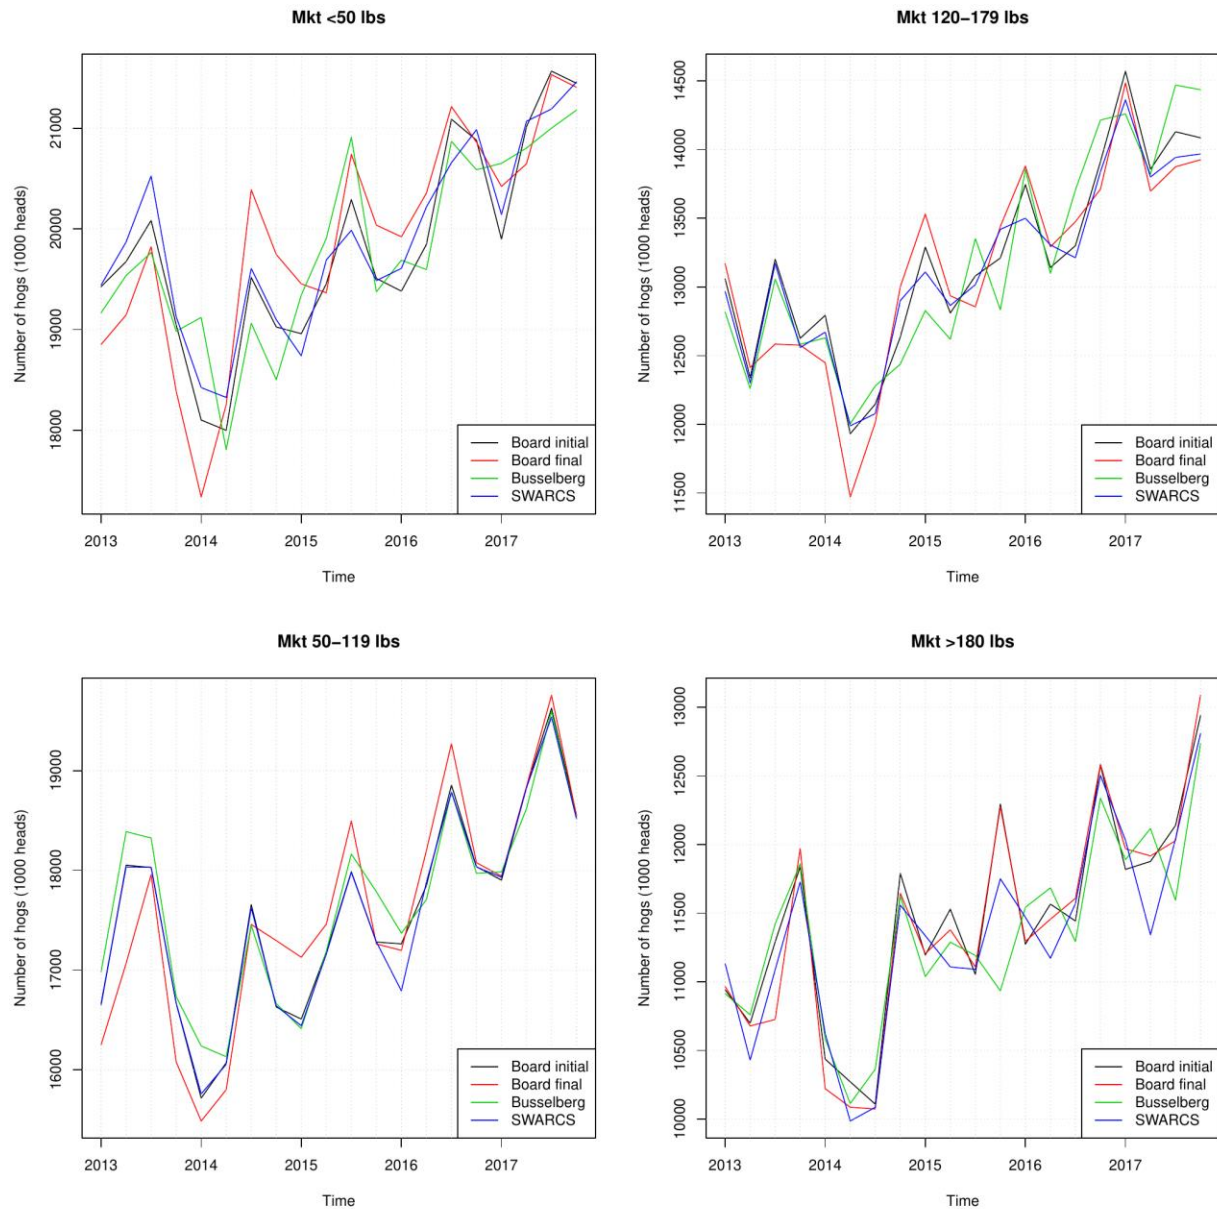 Mkt <50 lbs
Number of hogs (1000 heads)
21000
20000
19000
18000
2013 2014 2015 2016 2017
Time
Board initial
Board final
Busselberg
SWARCS
Mkt 120−179 lbs
Number of hogs (1000 heads)
14500
14000
13500
13000
12500
12000
11500
2013 2014 2015 2016 2017
Time
Board initial
Board final
Busselberg
SWARCS
Mkt 50−119 lbs
Number of hogs (1000 heads)
19000
18000
17000
16000
2013 2014 2015 2016 2017
Time
Board initial
Board final
Busselberg
SWARCS
Mkt >180 lbs
Number of hogs (1000 heads)
13000
12500
12000
11500
11000
10500
10000
2013 2014 2015 2016 2017
Time
Board initial
Board final
Busselberg
SWARCS